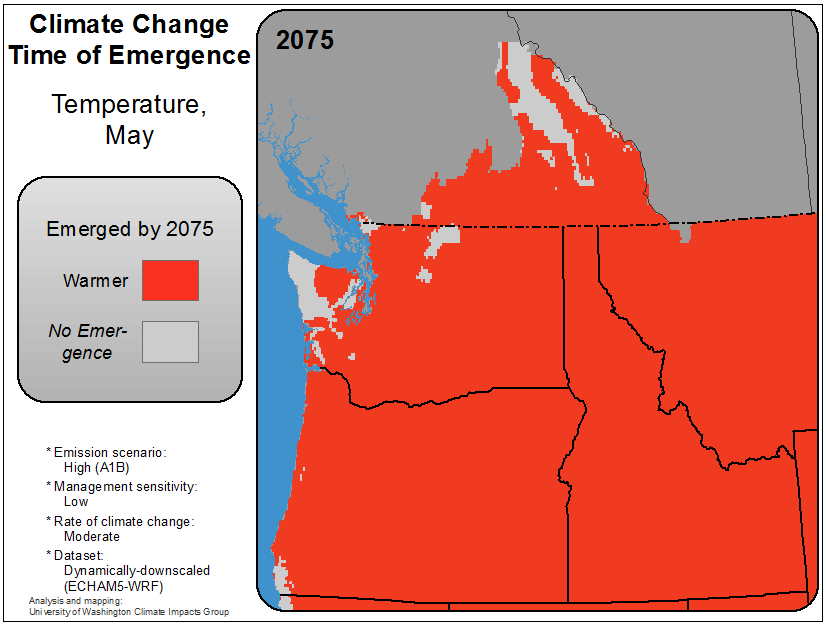 Climate Change
Time of Emergence
Temperature,
May
2075
Emerged by 2075
Warmer
No Emer-
gence
* Emission scenario:
High (A1B)
* Management sensitivity:
Low
* Rate of climate change:
Moderate
* Dataset:
Dynamically-downscaled
(ECHAM5-WRF)
Analysis and mapping:
University of Washington Climate Impacts Group